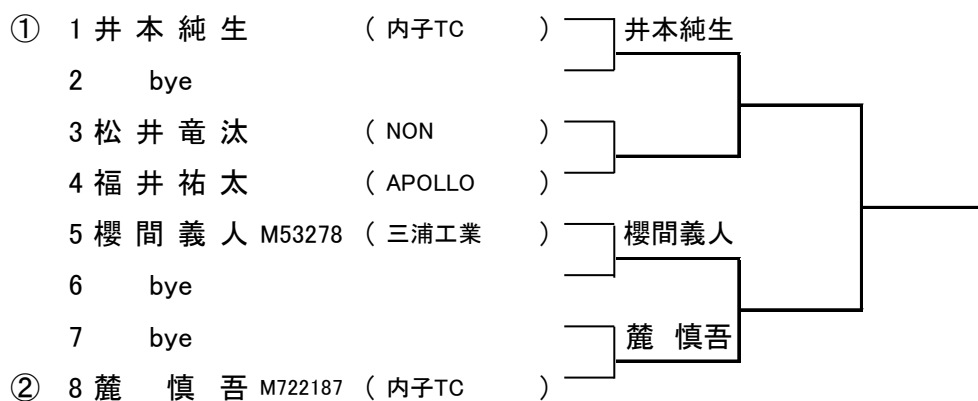 ① 1 井 本 純 生 ( 内子TC ) 井本純生
2 bye
3 松 井 竜 汰 ( NON )
4 福 井 祐 太 ( APOLLO )
5 櫻 間 義 人 M53278 ( 三浦工業 ) 櫻間義人
6 bye
7 bye 麓 慎吾
② 8 麓 慎 吾 M722187 ( 内子TC )